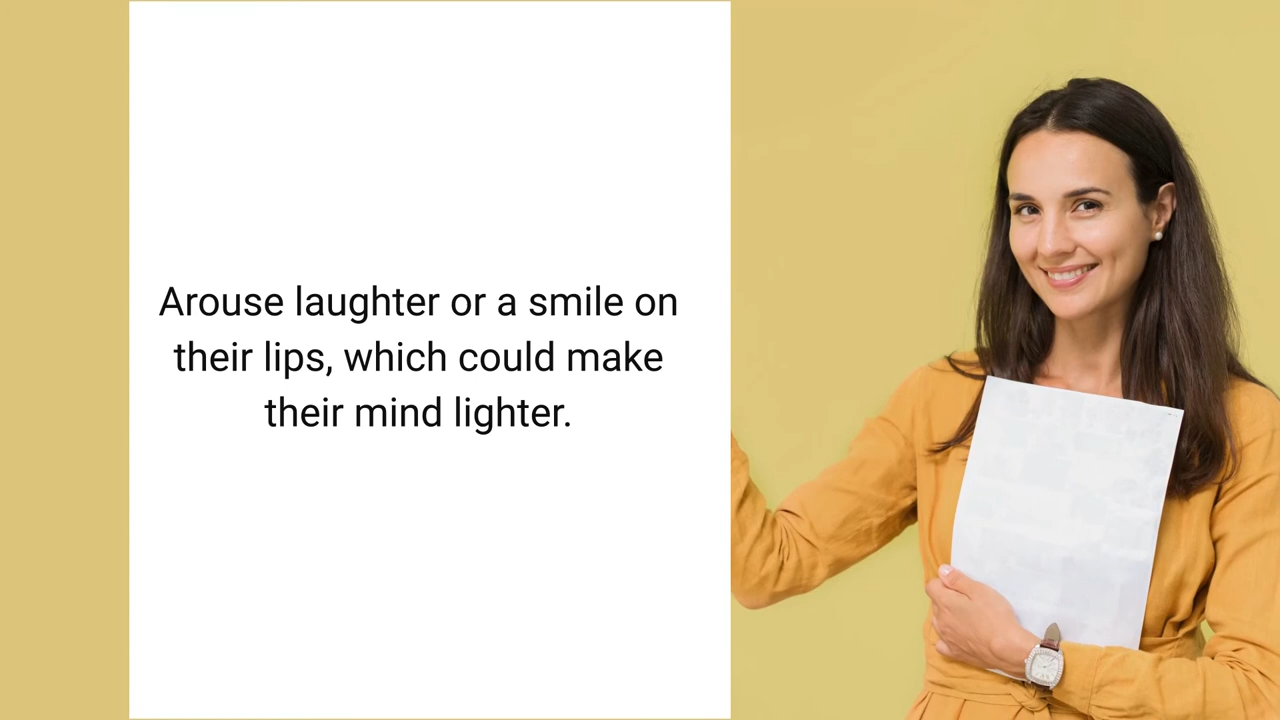 Arouse laughter or a smile on
their lips, which could make
their mind lighter.